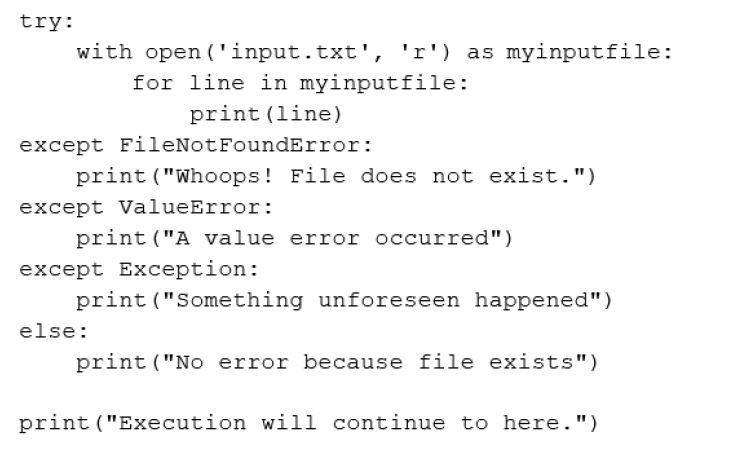 try:
    with open('input.txt', 'r') as myinputfile:
        for line in myinputfile:
            print(line)
except FileNotFoundError:
    print("Whoops! File does not exist.")
except ValueError:
    print("A value error occurred")
except Exception:
    print("Something unforeseen happened")
else:
    print("No error because file exists")

print("Execution will continue to here.")